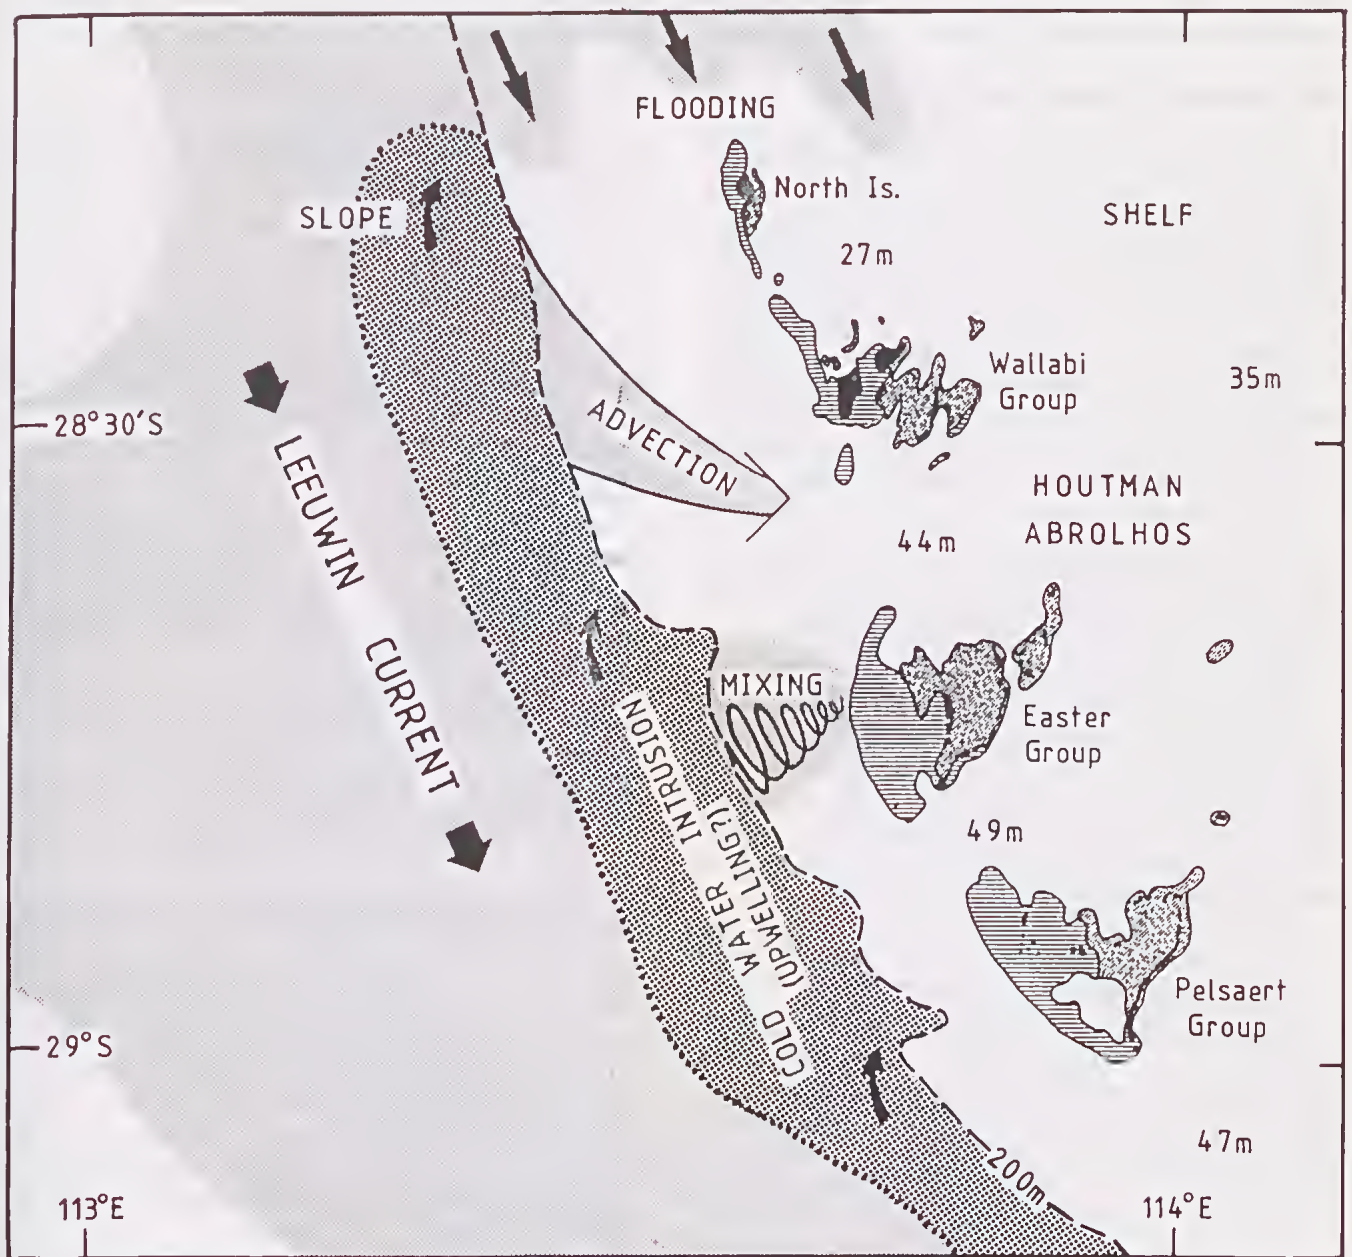 FLOODING
North Is.
SLOPE
SHELF
27m
Wallabi
Group
35m
28°30'S
ADVECTION
LEEUWIN CURRENT
HOUTMAN
ABROLHOS
44m
MIXING
Easter
Group
COLD WATER INTRUSION
(UPWELLING?)
49m
Pelsaert
Group
29°S
47m
200m
113°E
114°E